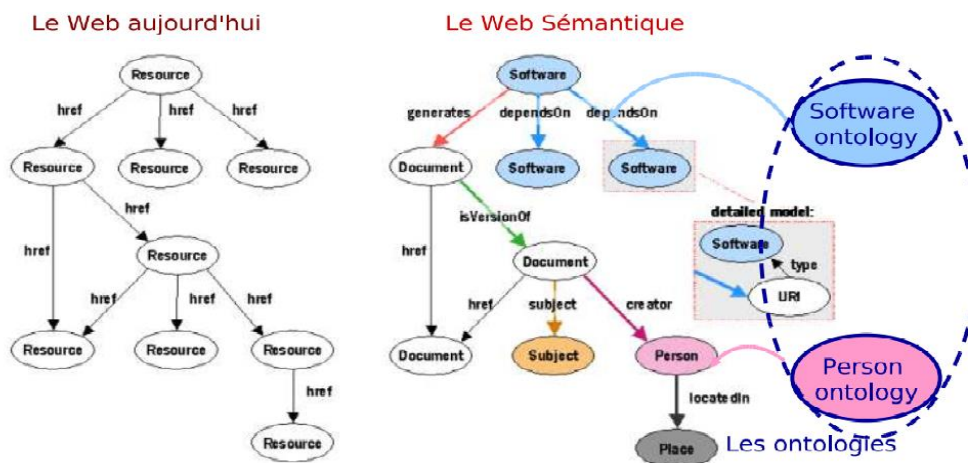 Le Web aujourd'hui
Resource
href
href
href
Resource
Resource
Resource
href
href
Resource
href
href
href
Resource
Resource
Resource
href
Resource
Le Web Sémantique
Software
generates
dependsOn
dependsOn
Document
Software
Software
isVersionOf
href
Document
href
subject
creator
Document
Subject
Person
locatedIn
Place
detailed model:
Software
type
URI
Software
ontology
Person
ontology
Les ontologies